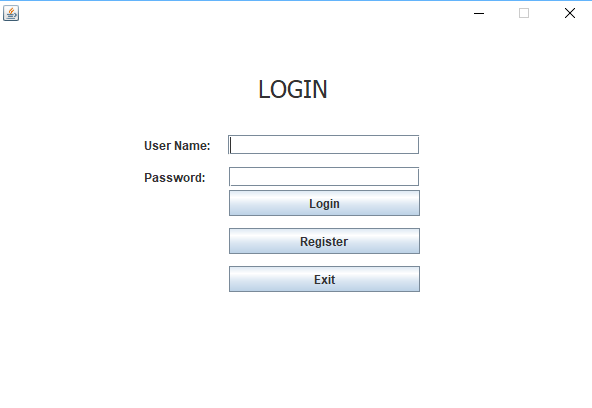 LOGIN
User Name:
Password:
Login
Register
Exit